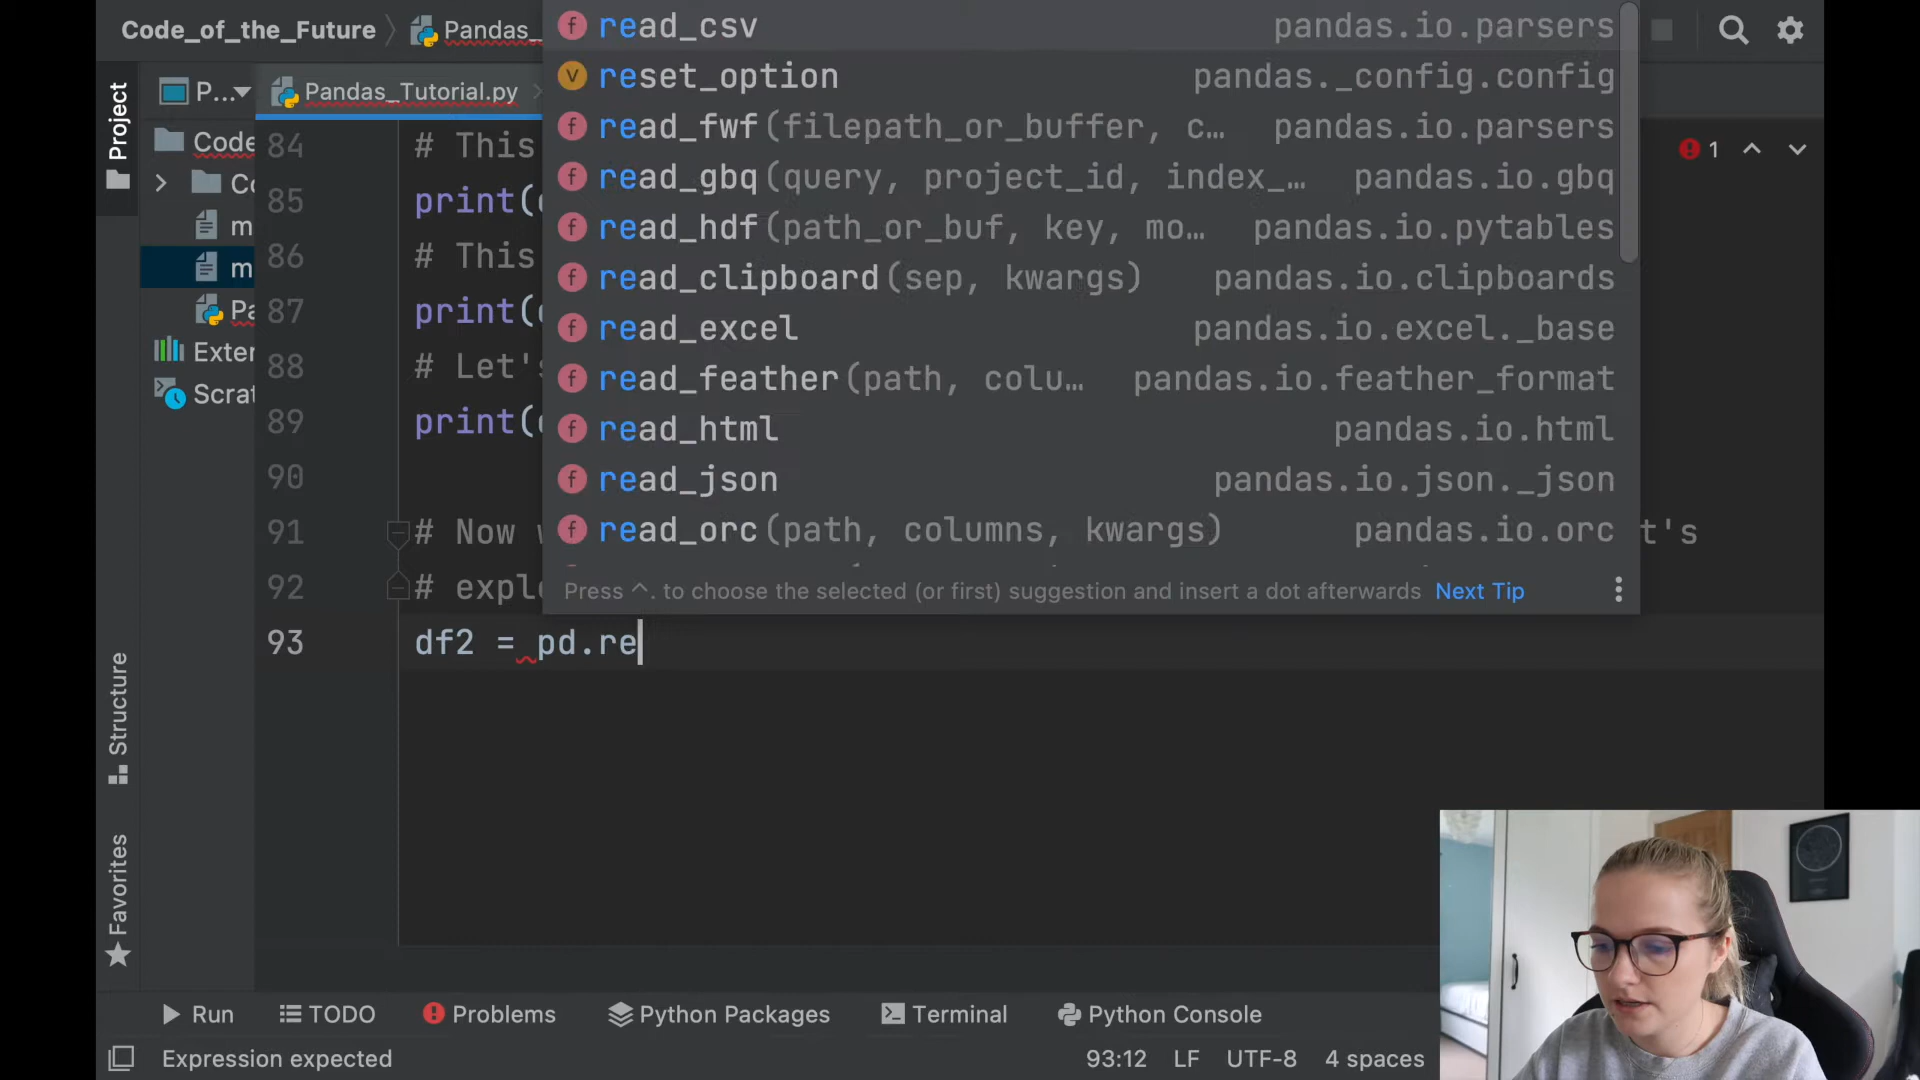 Code_of_the_Future
Pandas_
P...
Pandas_Tutorial.py
Project
Code
Co
m
m
Pa
Exter
Scrat
Structure
Favorites
84 # This
85 print(
86 # This
87 print(
88 # Let's
89 print(
90
91 # Now w t's
92 # explo
93 df2 = pd.re
read_csv pandas.io.parsers
reset_option pandas._config.config
read_fwf(filepath_or_buffer, c... pandas.io.parsers
read_gbq(query, project_id, index_... pandas.io.gbq
read_hdf(path_or_buf, key, mo... pandas.io.pytables
read_clipboard(sep, kwargs) pandas.io.clipboards
read_excel pandas.io.excel._base
read_feather(path, colu... pandas.io.feather_format
read_html pandas.io.html
read_json pandas.io.json._json
read_orc(path, columns, kwargs) pandas.io.orc
Press ^. to choose the selected (or first) suggestion and insert a dot afterwards Next Tip
1
Run TODO Problems Python Packages Terminal Python Console
Expression expected 93:12 LF UTF-8 4 spaces